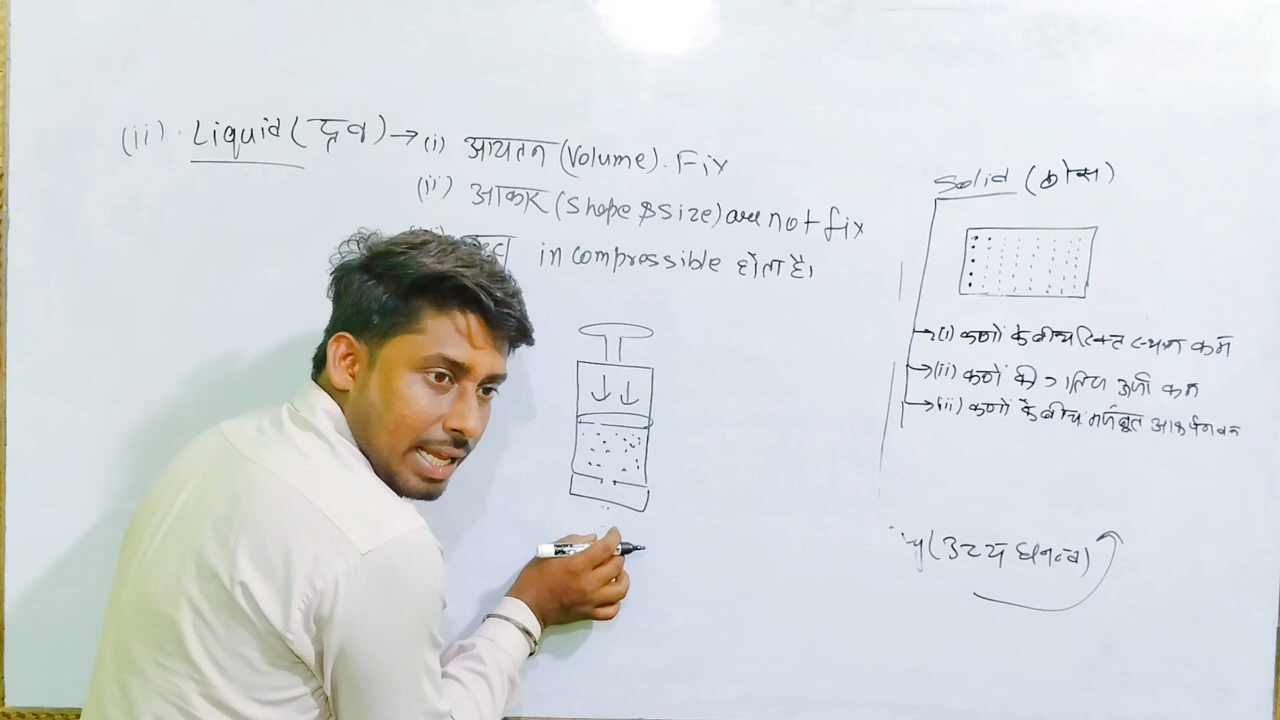 (ii). Liquid (द्रव) → (i) आयतन (Volume). Fix
(ii) आकार (Shape & Size) are not fix
in compressible होता है।
Solid (ठोस)
→ (i) कणों के बीच रिक्त स्थान कम
→ (ii) कणों की गतिज ऊर्जा कम
→ (iii) कणों के बीच मजबूत आकर्षण बल
y (उच्च घनत्व)